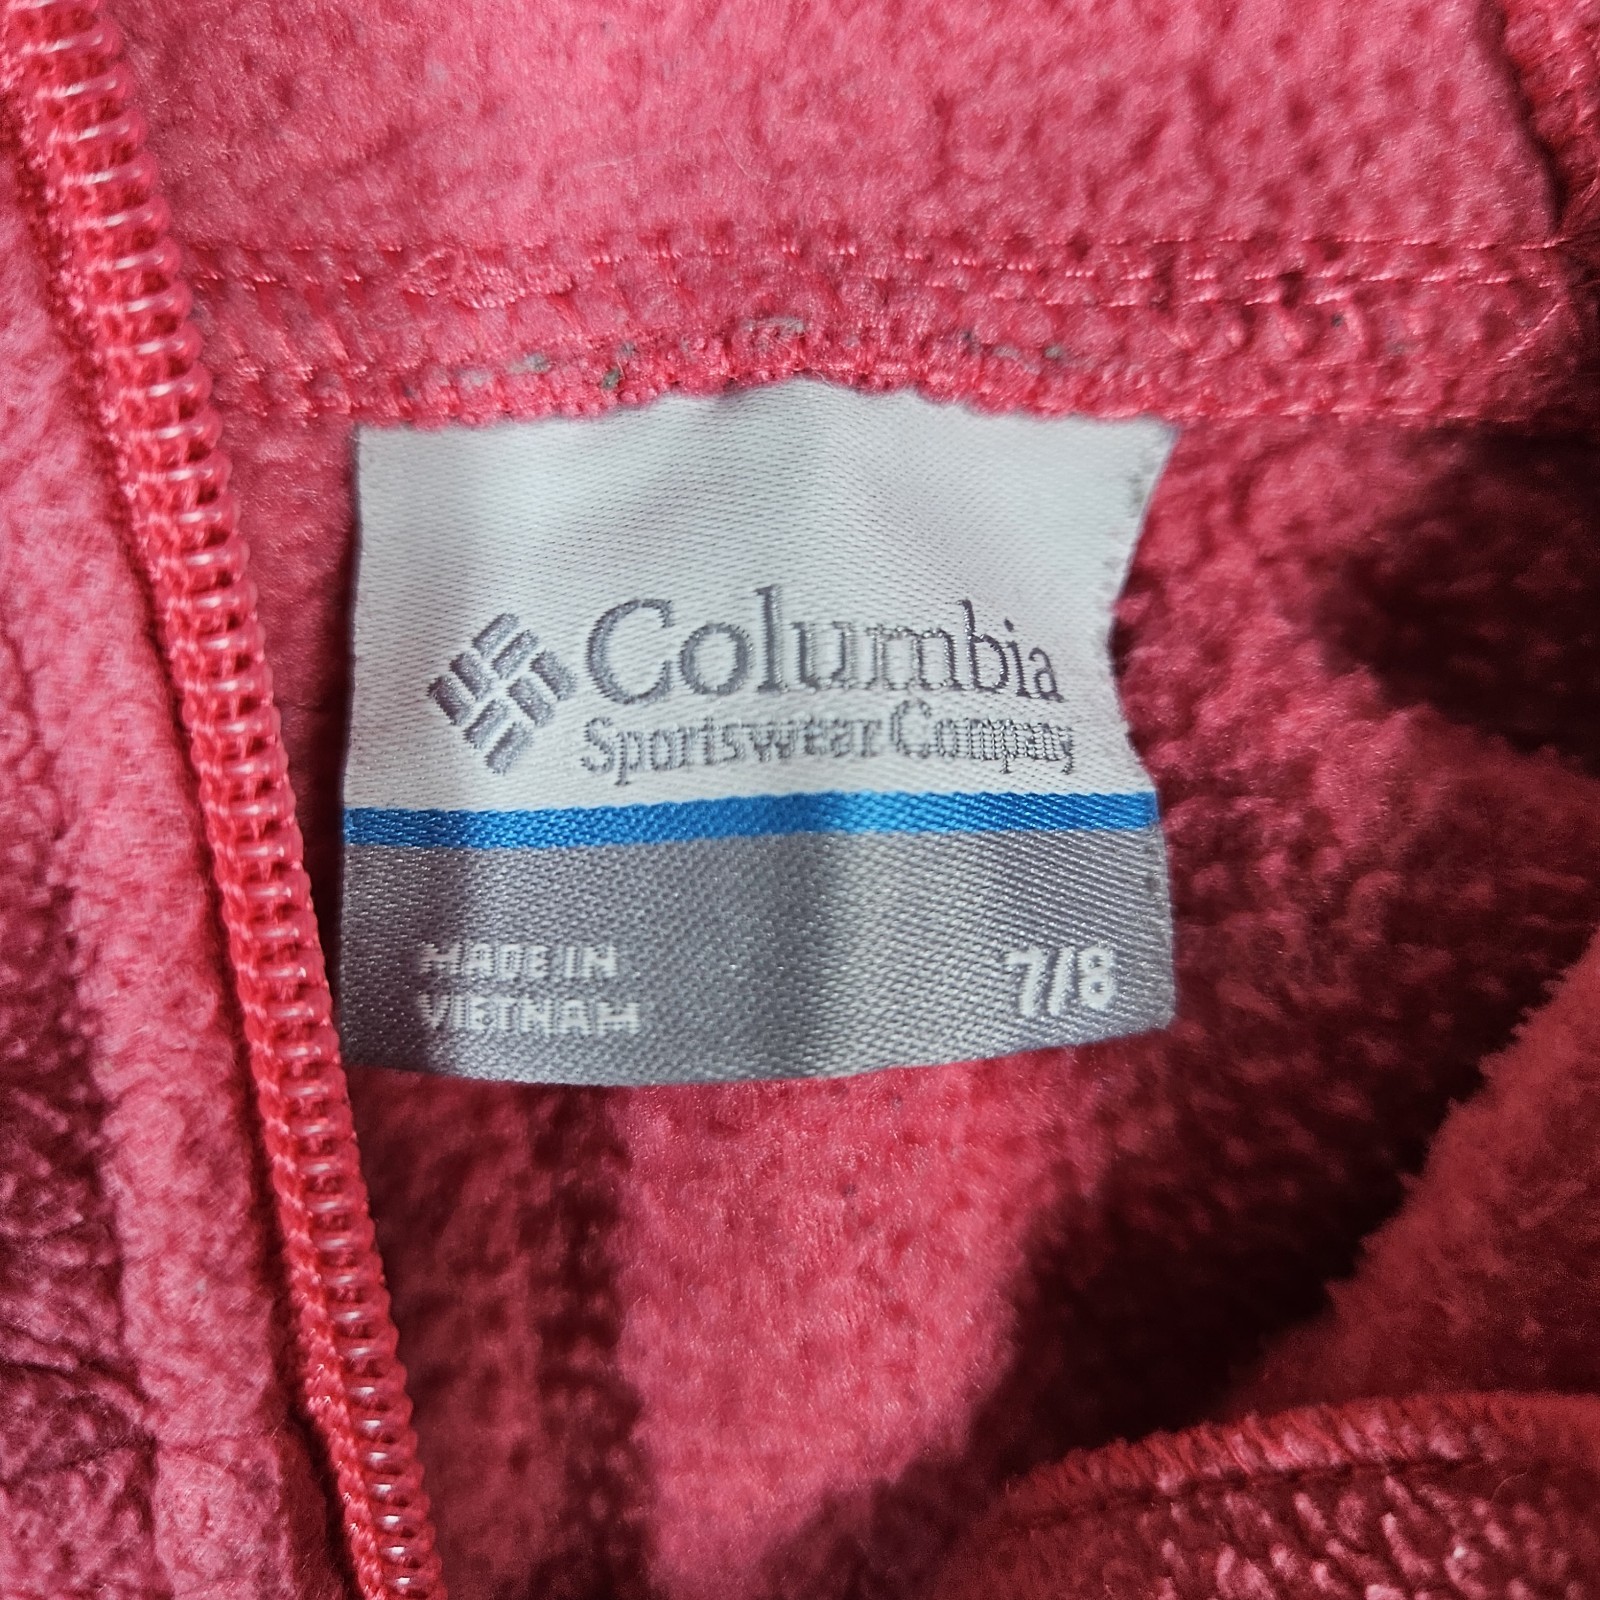 Columbia
Sportswear Company
MADE IN
VIETNAM
7/8